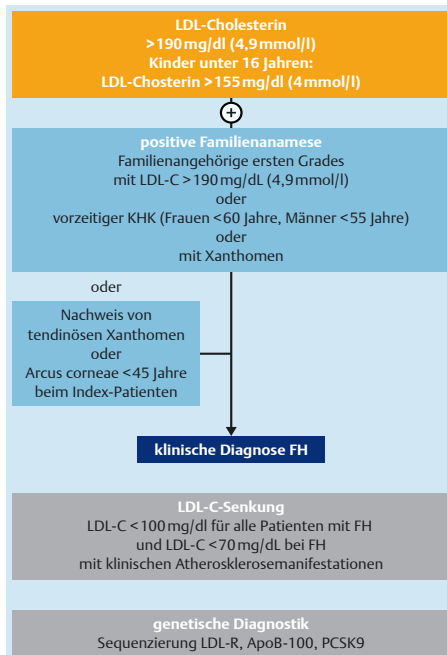 LDL-Cholesterin
>190 mg/dl (4,9 mmol/l)
Kinder unter 16 Jahren:
LDL-Chosterin >155 mg/dl (4 mmol/l)
+
positive Familienanamese
Familienangehörige ersten Grades
mit LDL-C >190 mg/dL (4,9 mmol/l)
oder
vorzeitiger KHK (Frauen <60 Jahre, Männer <55 Jahre)
oder
mit Xanthomen
oder
Nachweis von
tendinösen Xanthomen
oder
Arcus corneae <45 Jahre
beim Index-Patienten
klinische Diagnose FH
LDL-C-Senkung
LDL-C <100 mg/dl für alle Patienten mit FH
und LDL-C <70 mg/dL bei FH
mit klinischen Atherosklerosemanifestationen
genetische Diagnostik
Sequenzierung LDL-R, ApoB-100, PCSK9